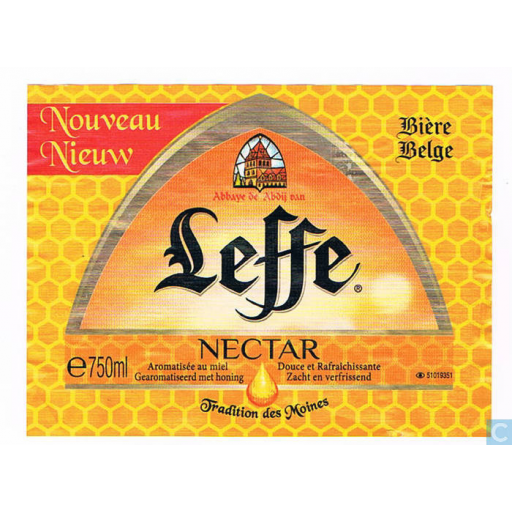 Nouveau
Nieuw
Bière
Belge
Abbaye de Abdij van
Leffe®
NECTAR
℮750ml
Aromatisée au miel
Gearomatiseerd met honing
Douce et Rafraîchissante
Zacht en verfrissend
51019351
Tradition des Moines
C